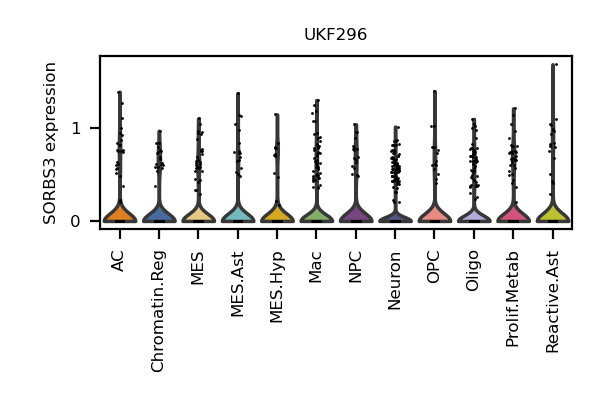 UKF296
SORBS3 expression
1
0
AC
Chromatin.Reg
MES
MES.Ast
MES.Hyp
Mac
NPC
Neuron
OPC
Oligo
Prolif.Metab
Reactive.Ast